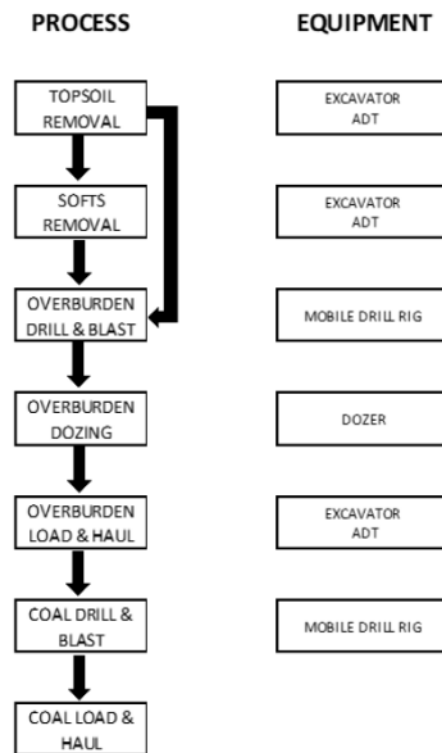 PROCESS EQUIPMENT
TOPSOIL
REMOVAL
EXCAVATOR
ADT
SOFTS
REMOVAL
EXCAVATOR
ADT
OVERBURDEN
DRILL & BLAST
MOBILE DRILL RIG
OVERBURDEN
DOZING
DOZER
OVERBURDEN
LOAD & HAUL
EXCAVATOR
ADT
COAL DRILL &
BLAST
MOBILE DRILL RIG
COAL LOAD &
HAUL